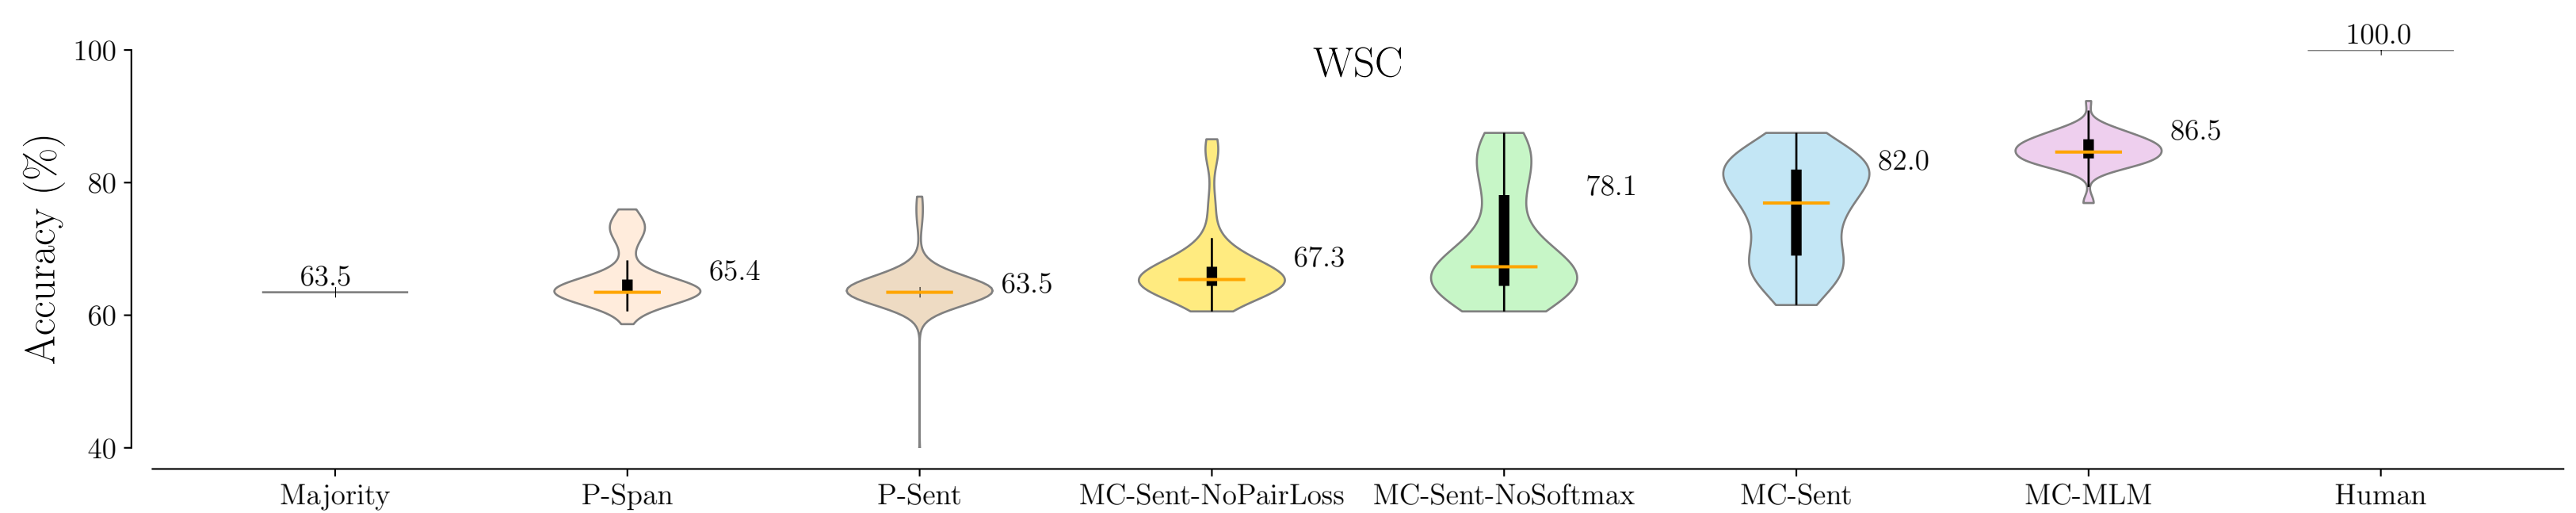 WSC
Accuracy (%)
100
80
60
40
63.5
65.4
63.5
67.3
78.1
82.0
86.5
100.0
Majority
P-Span
P-Sent
MC-Sent-NoPairLoss
MC-Sent-NoSoftmax
MC-Sent
MC-MLM
Human